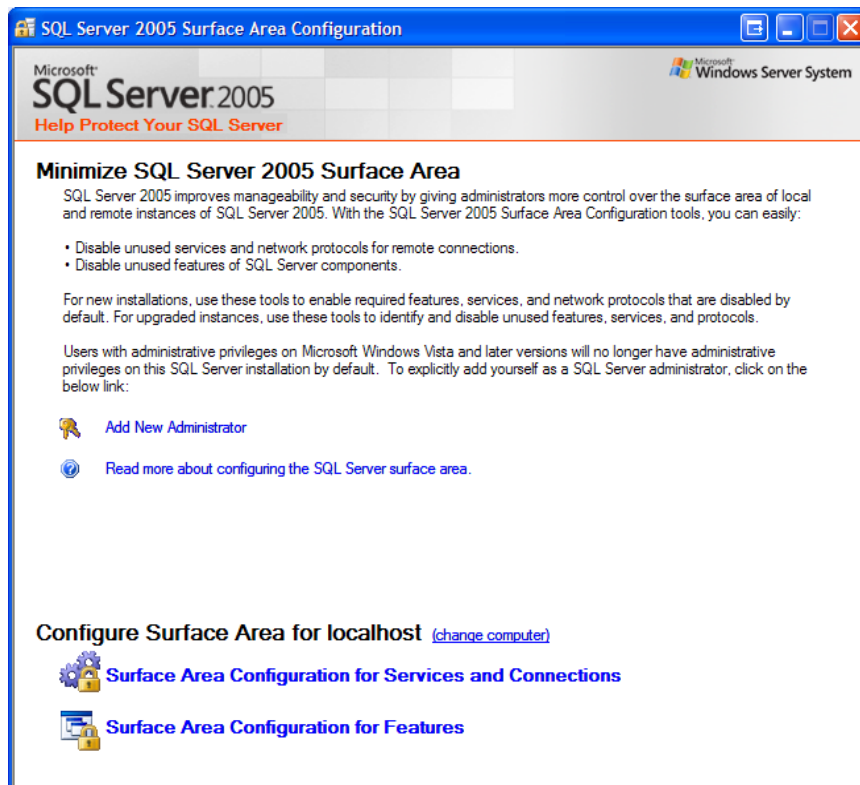 SQL Server 2005 Surface Area Configuration
Microsoft
Windows Server System
Microsoft
SQL Server 2005
Help Protect Your SQL Server
Minimize SQL Server 2005 Surface Area
SQL Server 2005 improves manageability and security by giving administrators more control over the surface area of local
and remote instances of SQL Server 2005. With the SQL Server 2005 Surface Area Configuration tools, you can easily:
• Disable unused services and network protocols for remote connections.
• Disable unused features of SQL Server components.
For new installations, use these tools to enable required features, services, and network protocols that are disabled by
default. For upgraded instances, use these tools to identify and disable unused features, services, and protocols.
Users with administrative privileges on Microsoft Windows Vista and later versions will no longer have administrative
privileges on this SQL Server installation by default.  To explicitly add yourself as a SQL Server administrator, click on the
below link:
Add New Administrator
Read more about configuring the SQL Server surface area.
Configure Surface Area for localhost (change computer)
Surface Area Configuration for Services and Connections
Surface Area Configuration for Features